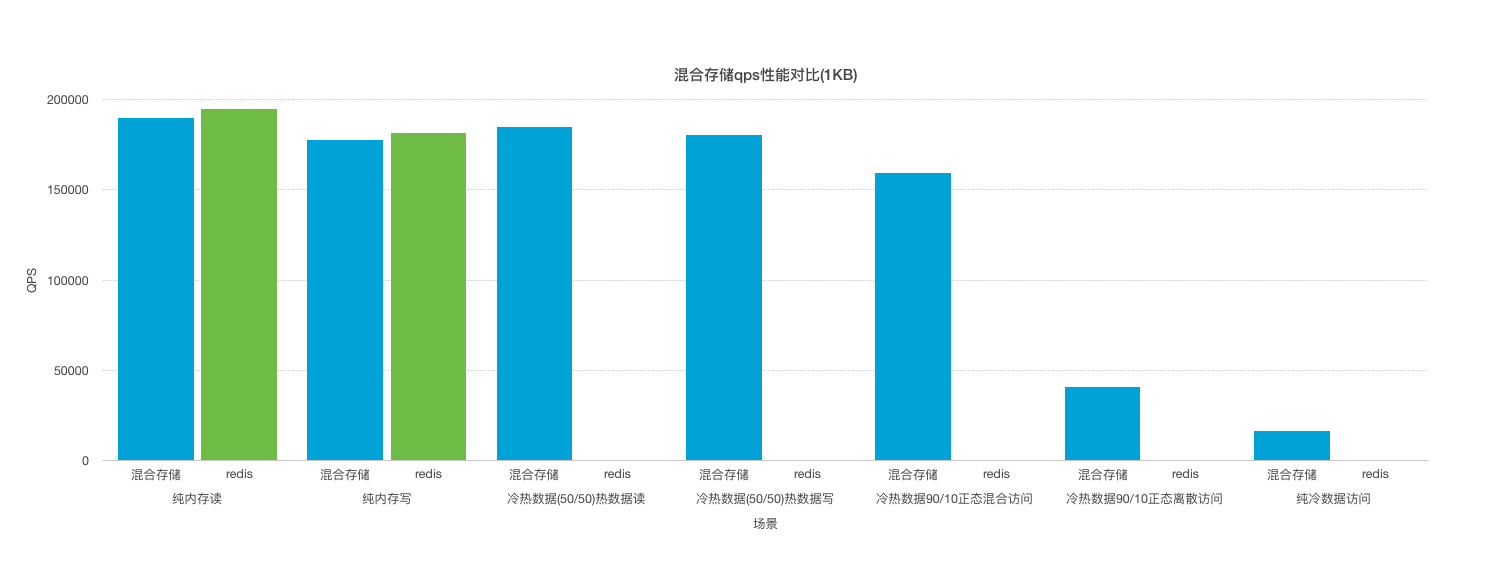 混合存储qps性能对比(1KB)
200000
150000
100000
50000
0
QPS
混合存储 redis 混合存储 redis 混合存储 redis 混合存储 redis 混合存储 redis 混合存储 redis 混合存储 redis
纯内存读 纯内存写 冷热数据(50/50)热数据读 冷热数据(50/50)热数据写 冷热数据90/10正态混合访问 冷热数据90/10正态离散访问 纯冷数据访问
场景